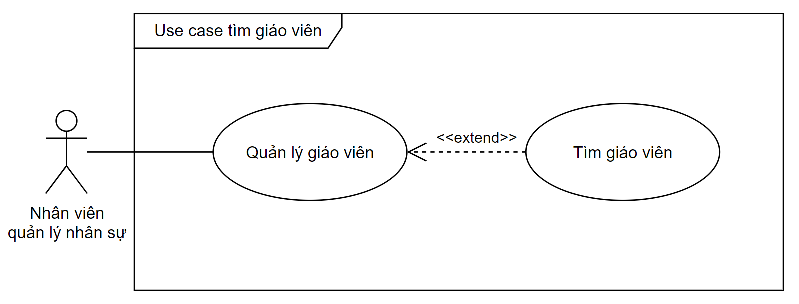 Use case tìm giáo viên
<<extend>>
Quản lý giáo viên
Tìm giáo viên
Nhân viên
quản lý nhân sự